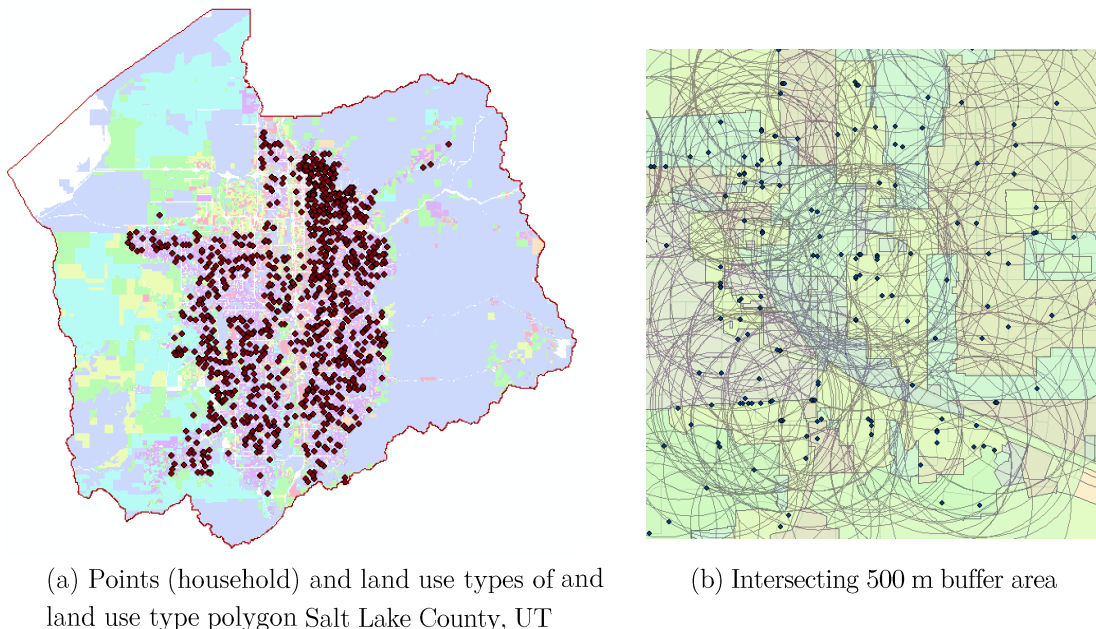 (a) Points (household) and land use types of and
land use type polygon Salt Lake County, UT
(b) Intersecting 500 m buffer area